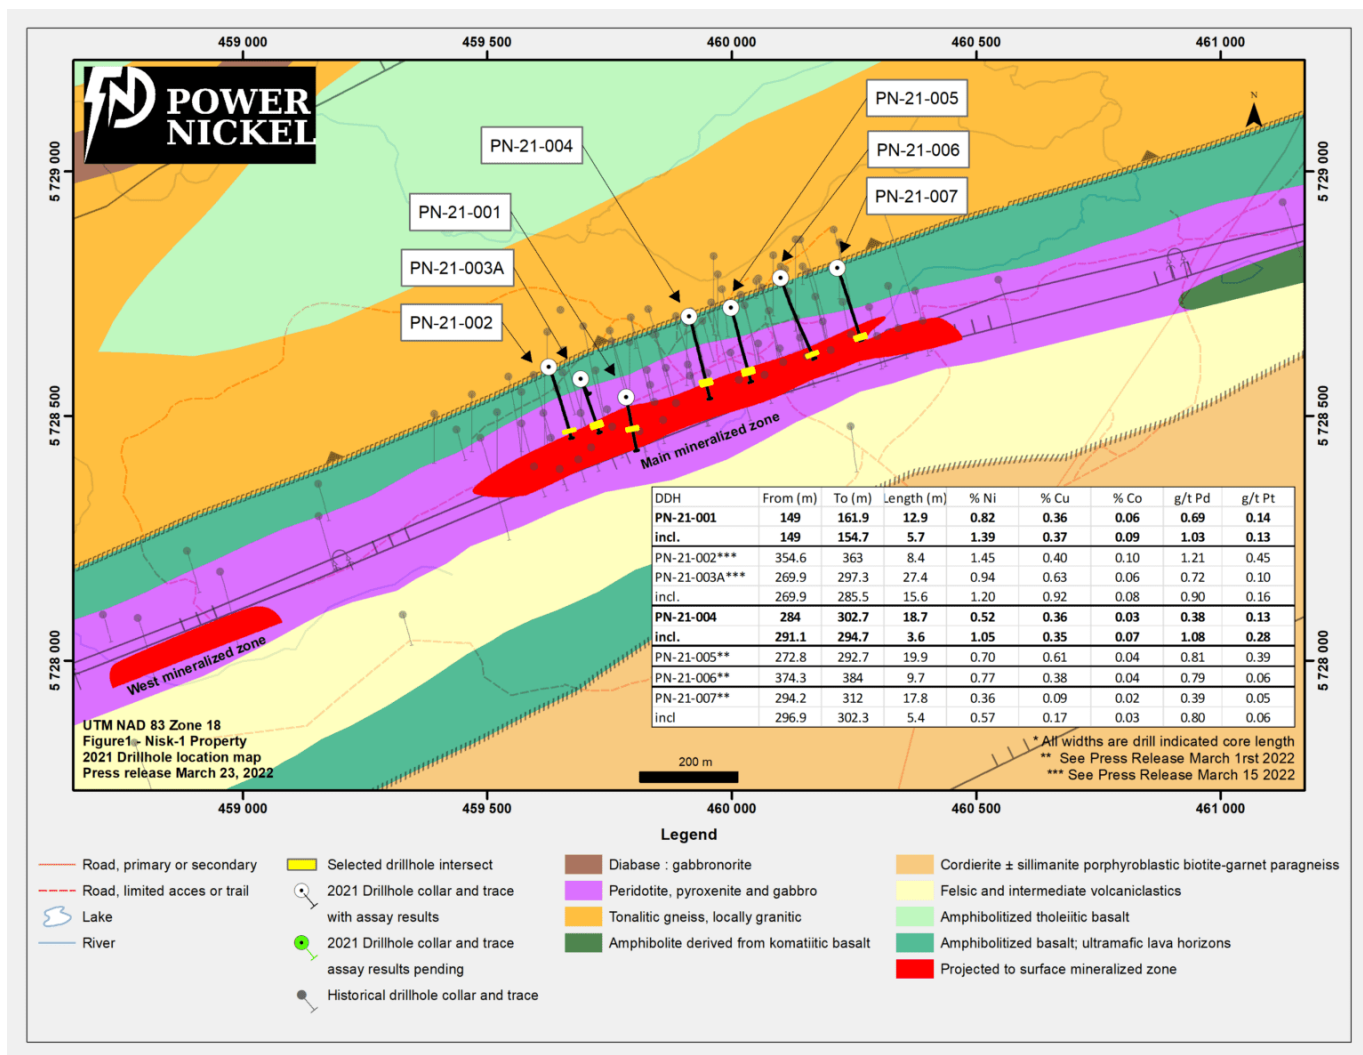 459 000 459 500 460 000 460 500 461 000
POWER
NICKEL
N
PN-21-005
PN-21-004
PN-21-006
PN-21-007
PN-21-001
PN-21-003A
PN-21-002
5 729 000
5 729 000
5 728 500
5 728 500
5 728 000
5 728 000
Main mineralized zone
West mineralized zone
DDH From (m) To (m) Length (m) % Ni % Cu % Co g/t Pd g/t Pt
PN-21-001 149 161.9 12.9 0.82 0.36 0.06 0.69 0.14
incl. 149 154.7 5.7 1.39 0.37 0.09 1.03 0.13
PN-21-002*** 354.6 363 8.4 1.45 0.40 0.10 1.21 0.45
PN-21-003A*** 269.9 297.3 27.4 0.94 0.63 0.06 0.72 0.10
incl. 269.9 285.5 15.6 1.20 0.92 0.08 0.90 0.16
PN-21-004 284 302.7 18.7 0.52 0.36 0.03 0.38 0.13
incl. 291.1 294.7 3.6 1.05 0.35 0.07 1.08 0.28
PN-21-005** 272.8 292.7 19.9 0.70 0.61 0.04 0.81 0.39
PN-21-006** 374.3 384 9.7 0.77 0.38 0.04 0.79 0.06
PN-21-007** 294.2 312 17.8 0.36 0.09 0.02 0.39 0.05
incl 296.9 302.3 5.4 0.57 0.17 0.03 0.80 0.06
UTM NAD 83 Zone 18
Figure1 - Nisk-1 Property
2021 Drillhole location map
Press release March 23, 2022
200 m
* All widths are drill indicated core length
** See Press Release March 1rst 2022
*** See Press Release March 15 2022
459 000 459 500 460 000 460 500 461 000
Legend
Road, primary or secondary
Road, limited acces or trail
Lake
River
Selected drillhole intersect
2021 Drillhole collar and trace
with assay results
2021 Drillhole collar and trace
assay results pending
Historical drillhole collar and trace
Diabase : gabbronorite
Peridotite, pyroxenite and gabbro
Tonalitic gneiss, locally granitic
Amphibolite derived from komatiitic basalt
Cordierite ± sillimanite porphyroblastic biotite-garnet paragneiss
Felsic and intermediate volcaniclastics
Amphibolitized tholeiitic basalt
Amphibolitized basalt; ultramafic lava horizons
Projected to surface mineralized zone